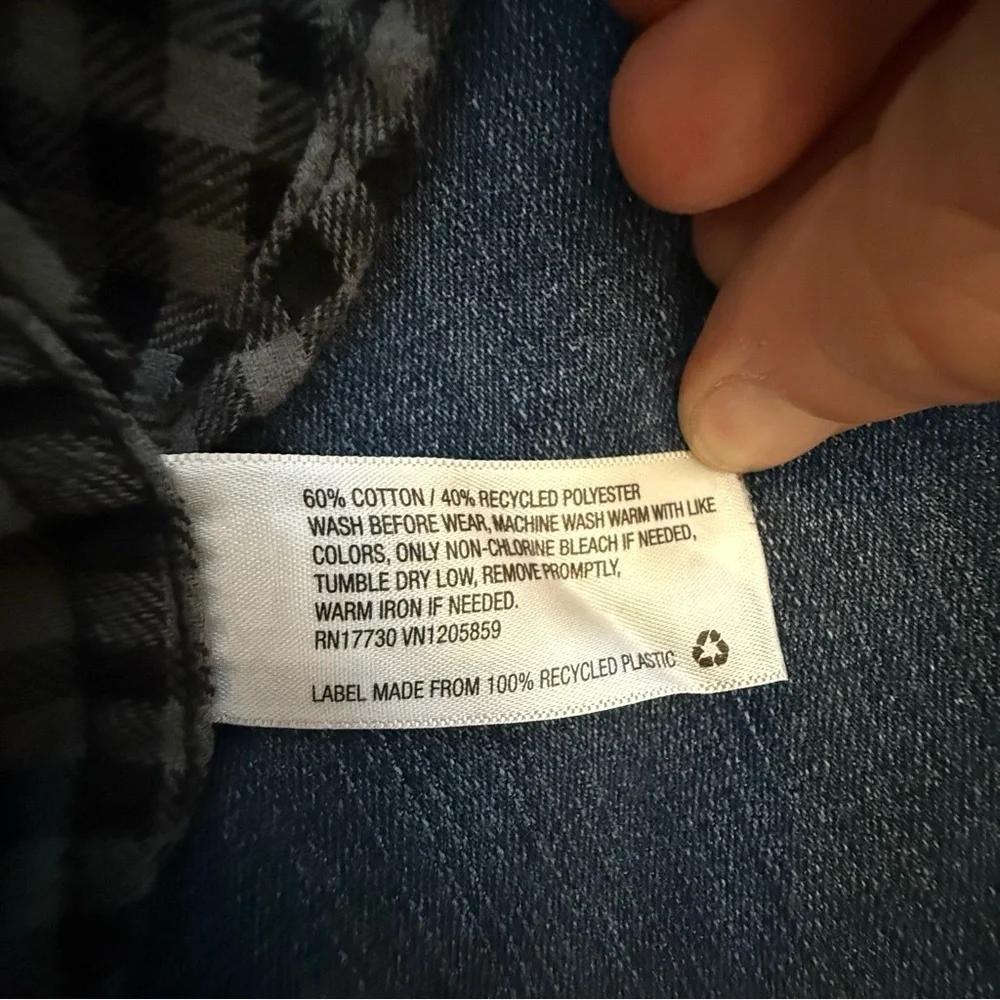 60% COTTON / 40% RECYCLED POLYESTER
WASH BEFORE WEAR, MACHINE WASH WARM WITH LIKE
COLORS, ONLY NON-CHLORINE BLEACH IF NEEDED,
TUMBLE DRY LOW, REMOVE PROMPTLY,
WARM IRON IF NEEDED.
RN17730 VN1205859
LABEL MADE FROM 100% RECYCLED PLASTIC